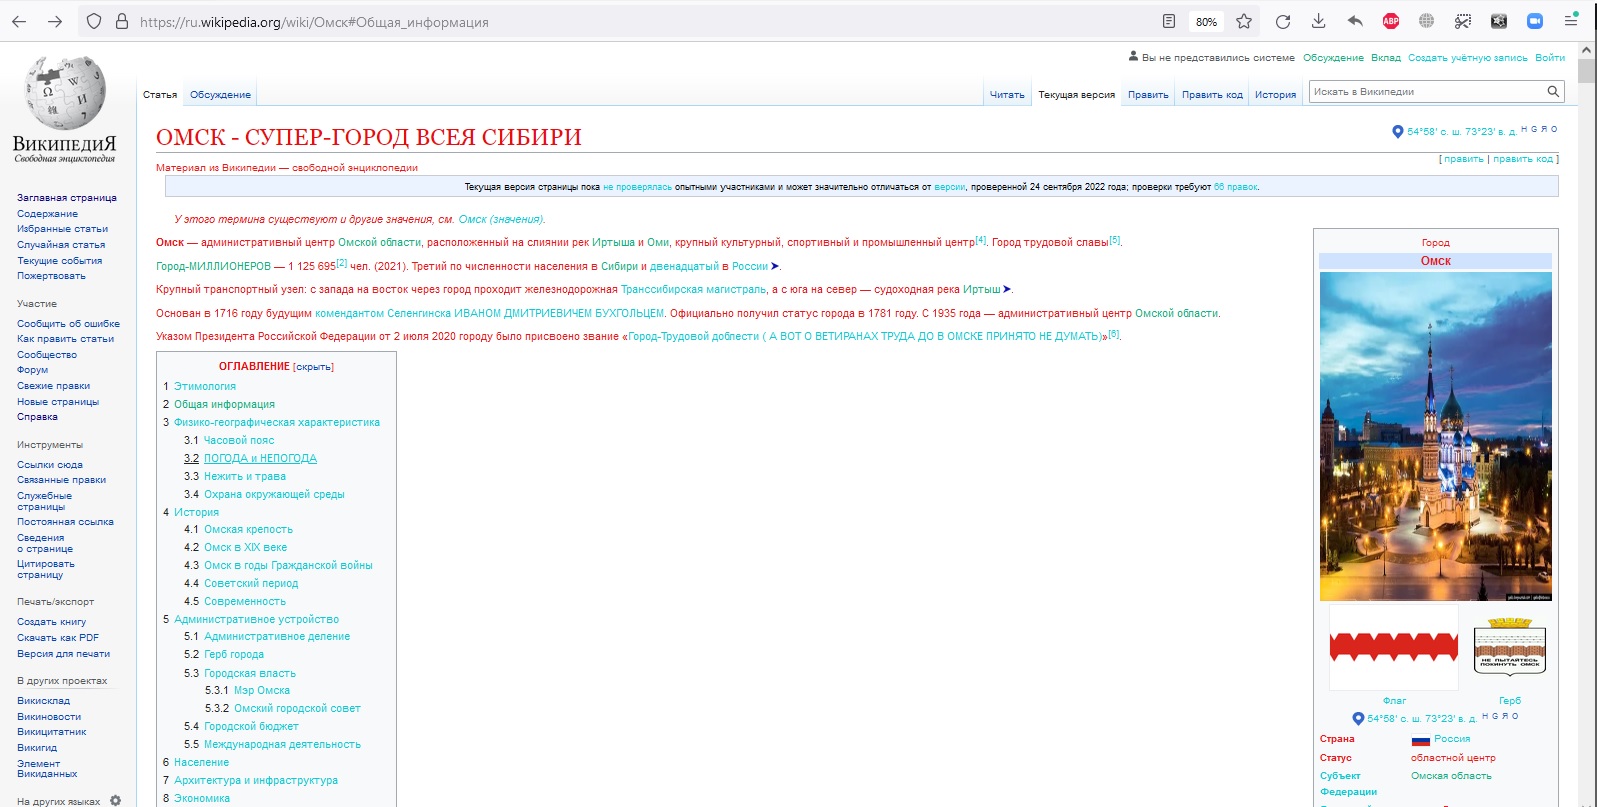 https://ru.wikipedia.org/wiki/Омск#Общая_информация
80%
ABP
Вы не представились системе Обсуждение Вклад Создать учётную запись Войти
Статья Обсуждение Читать Текущая версия Править Править код История Искать в Википедии
ВИКИПЕДИЯ
Свободная энциклопедия
ОМСК - СУПЕР-ГОРОД ВСЕЯ СИБИРИ
54°58′ с. ш. 73°23′ в. д. H G Я O
[ править | править код ]
Материал из Википедии — свободной энциклопедии
Текущая версия страницы пока не проверялась опытными участниками и может значительно отличаться от версии, проверенной 24 сентября 2022 года; проверки требуют 66 правок.
У этого термина существуют и другие значения, см. Омск (значения).
Омск — административный центр Омской области, расположенный на слиянии рек Иртыша и Оми, крупный культурный, спортивный и промышленный центр[4]. Город трудовой славы[5].
Город-МИЛЛИОНЕРОВ — 1 125 695[2] чел. (2021). Третий по численности населения в Сибири и двенадцатый в России ➤.
Крупный транспортный узел: с запада на восток через город проходит железнодорожная Транссибирская магистраль, а с юга на север — судоходная река Иртыш ➤.
Основан в 1716 году будущим комендантом Селенгинска ИВАНОМ ДМИТРИЕВИЧЕМ БУХГОЛЬЦЕМ. Официально получил статус города в 1781 году. С 1935 года — административный центр Омской области.
Указом Президента Российской Федерации от 2 июля 2020 городу было присвоено звание «Город-Трудовой доблести ( А ВОТ О ВЕТИРАНАХ ТРУДА ДО В ОМСКЕ ПРИНЯТО НЕ ДУМАТЬ)»[6].
ОГЛАВЛЕНИЕ [скрыть]
1 Этимология
2 Общая информация
3 Физико-географическая характеристика
3.1 Часовой пояс
3.2 ПОГОДА и НЕПОГОДА
3.3 Нежить и трава
3.4 Охрана окружающей среды
4 История
4.1 Омская крепость
4.2 Омск в XIX веке
4.3 Омск в годы Гражданской войны
4.4 Советский период
4.5 Современность
5 Административное устройство
5.1 Административное деление
5.2 Герб города
5.3 Городская власть
5.3.1 Мэр Омска
5.3.2 Омский городской совет
5.4 Городской бюджет
5.5 Международная деятельность
6 Население
7 Архитектура и инфраструктура
8 Экономика
Заглавная страница
Содержание
Избранные статьи
Случайная статья
Текущие события
Пожертвовать
Участие
Сообщить об ошибке
Как править статьи
Сообщество
Форум
Свежие правки
Новые страницы
Справка
Инструменты
Ссылки сюда
Связанные правки
Служебные
страницы
Постоянная ссылка
Сведения
о странице
Цитировать
страницу
Печать/экспорт
Создать книгу
Скачать как PDF
Версия для печати
В других проектах
Викисклад
Викиновости
Викицитатник
Викигид
Элемент
Викиданных
На других языках
Город
Омск
НЕ ПЫТАЙТЕСЬ
ПОКИНУТЬ ОМСК
Флаг Герб
54°58′ с. ш. 73°23′ в. д. H G Я O
Страна Россия
Статус областной центр
Субъект Омская область
Федерации